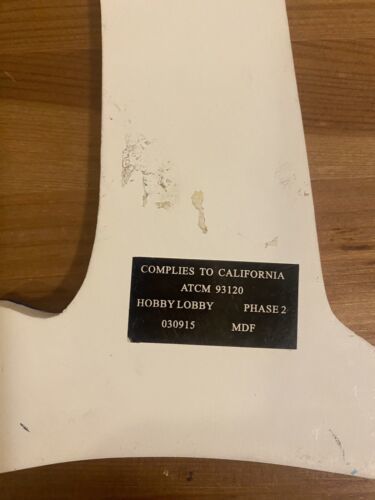 COMPLIES TO CALIFORNIA
ATCM 93120
HOBBY LOBBY PHASE 2
030915 MDF